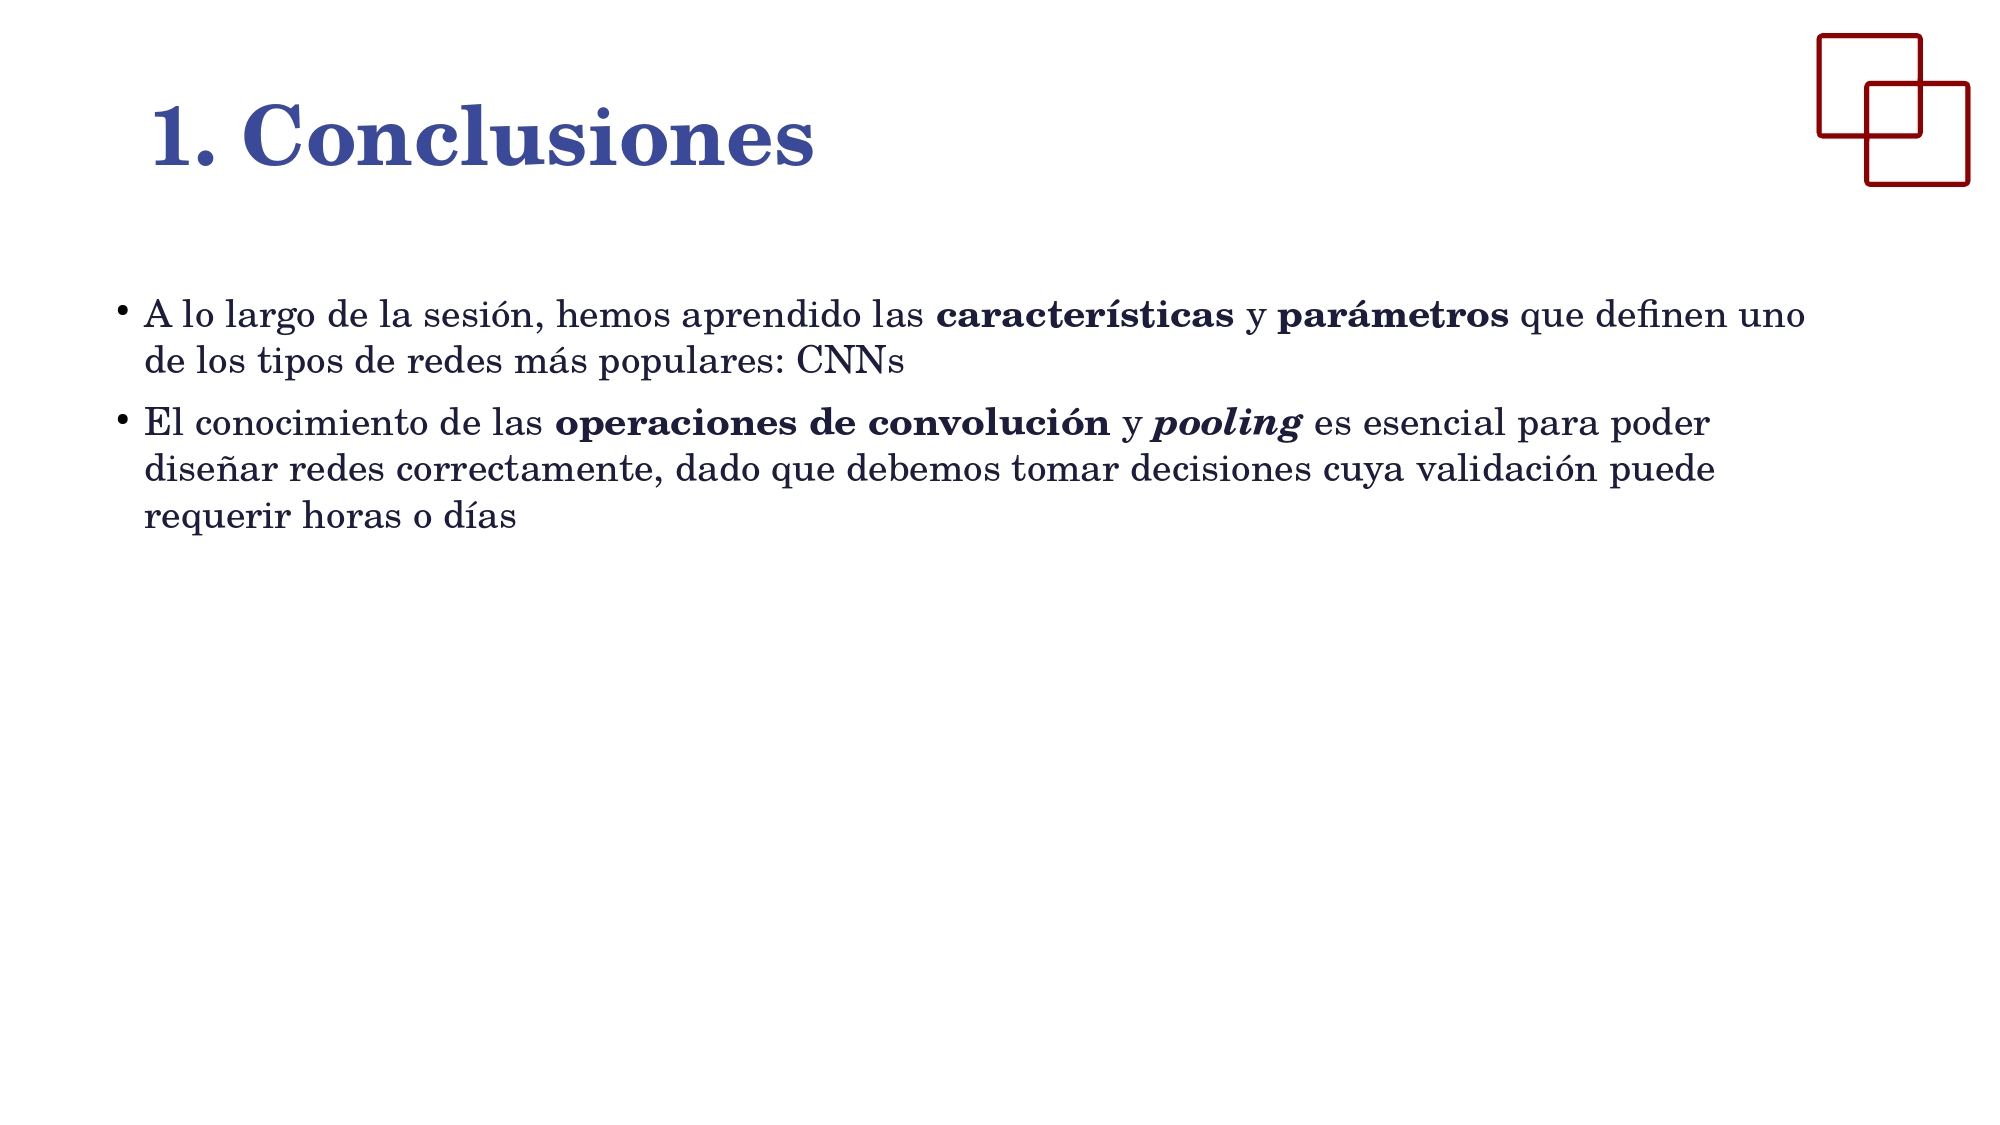 1. Conclusiones
• A lo largo de la sesión, hemos aprendido las características y parámetros que definen uno
de los tipos de redes más populares: CNNs
• El conocimiento de las operaciones de convolución y pooling es esencial para poder
diseñar redes correctamente, dado que debemos tomar decisiones cuya validación puede
requerir horas o días